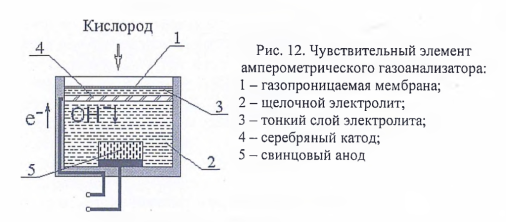 Кислород
1
4
3
e⁻
OH⁻
5
2
Рис. 12. Чувствительный элемент
амперометрического газоанализатора:
1 – газопроницаемая мембрана;
2 – щелочной электролит;
3 – тонкий слой электролита;
4 – серебряный катод;
5 – свинцовый анод